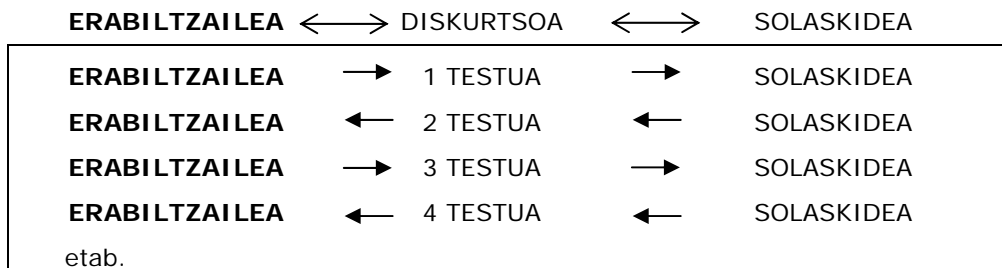 ERABILTZAILEA DISKURTSOA SOLASKIDEA
ERABILTZAILEA 1 TESTUA SOLASKIDEA
ERABILTZAILEA 2 TESTUA SOLASKIDEA
ERABILTZAILEA 3 TESTUA SOLASKIDEA
ERABILTZAILEA 4 TESTUA SOLASKIDEA
etab.